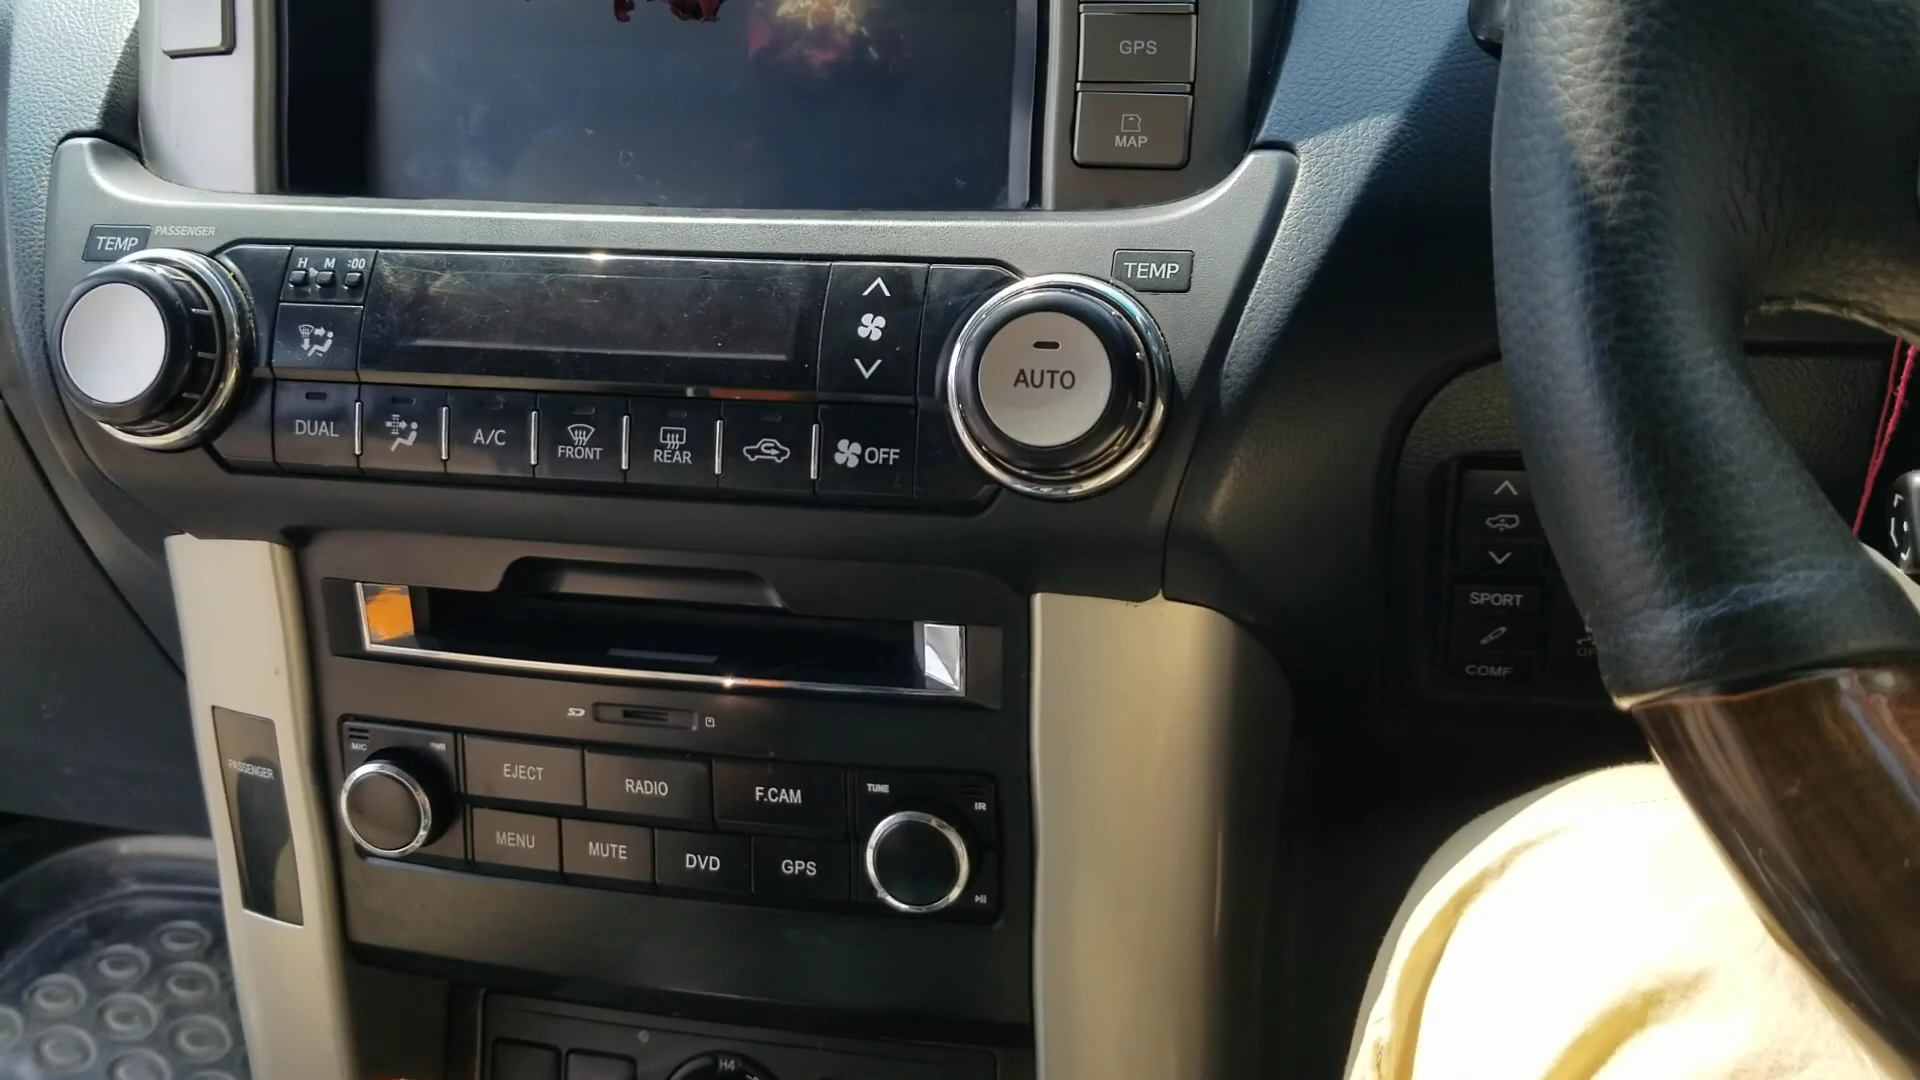 GPS
MAP
TEMP PASSENGER
TEMP
H M :00
AUTO
DUAL
A/C
FRONT
REAR
OFF
SPORT
COMF
SD
MIC
PWR
EJECT
RADIO
F.CAM
TUNE
IR
MENU
MUTE
DVD
GPS
PASSENGER
H4